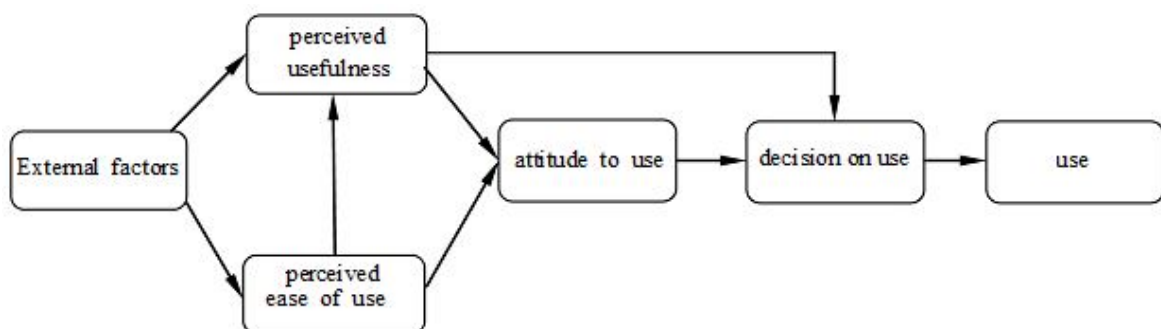 perceived
usefulness
External factors
attitude to use
decision on use
use
perceived
ease of use